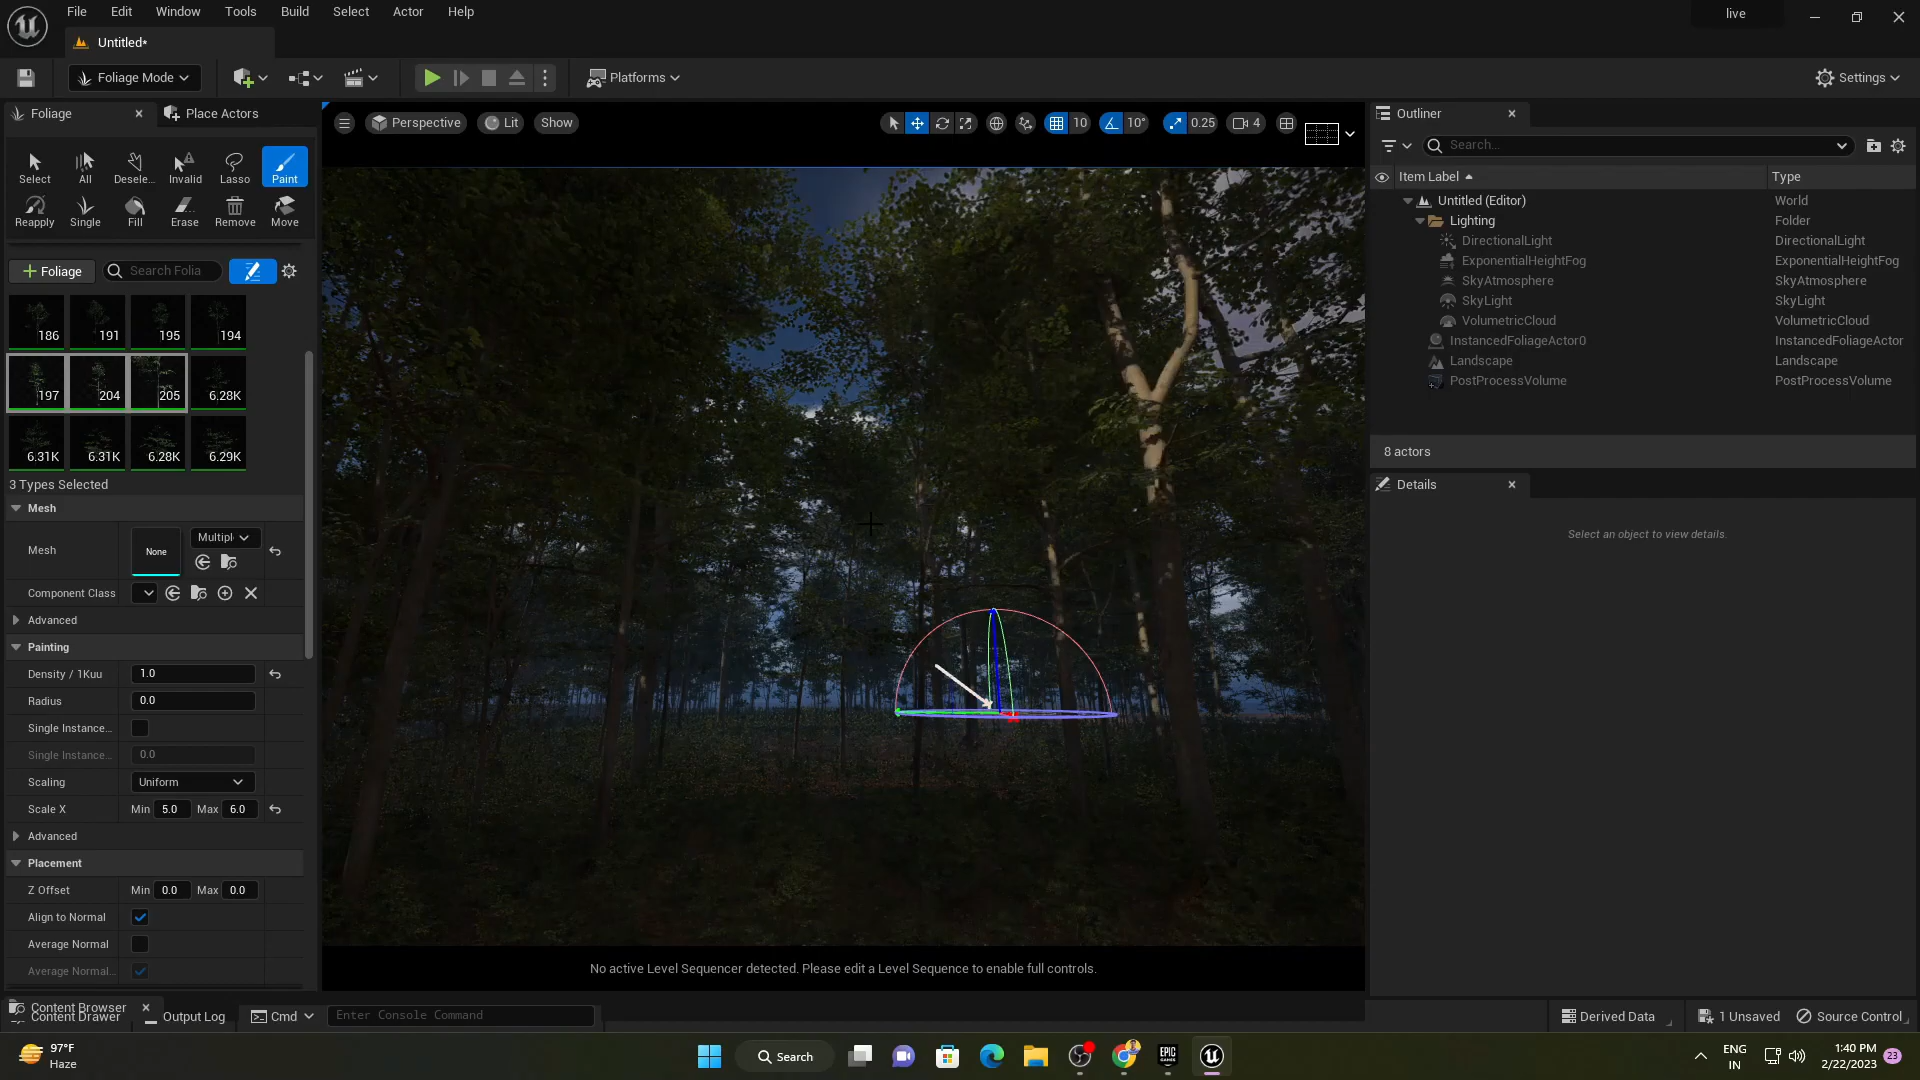 File Edit Window Tools Build Select Actor Help
live
Untitled*
Foliage Mode
Platforms
Settings
Foliage
Place Actors
Perspective
Lit
Show
10
10°
0.25
4
Outliner
Search...
Select All Desele... Invalid Lasso Paint
Item Label
Type
Reapply Single Fill Erase Remove Move
Untitled (Editor) World
Lighting Folder
DirectionalLight DirectionalLight
ExponentialHeightFog ExponentialHeightFog
SkyAtmosphere SkyAtmosphere
SkyLight SkyLight
VolumetricCloud VolumetricCloud
InstancedFoliageActor0 InstancedFoliageActor
Landscape Landscape
PostProcessVolume PostProcessVolume
8 actors
Foliage
Search Folia
186 191 195 194
197 204 205 6.28K
6.31K 6.31K 6.28K 6.29K
3 Types Selected
Mesh
Mesh
None
Multipl
Component Class
Advanced
Painting
Density / 1Kuu 1.0
Radius 0.0
Single Instance...
Single Instance... 0.0
Scaling Uniform
Scale X Min 5.0 Max 6.0
Advanced
Placement
Z Offset Min 0.0 Max 0.0
Align to Normal
Average Normal
Average Normal...
Details
Select an object to view details.
No active Level Sequencer detected. Please edit a Level Sequence to enable full controls.
Content Browser
Content Drawer
Output Log
Cmd
Enter Console Command
Derived Data
1 Unsaved
Source Control
97°F
Haze
Search
EPIC
GAMES
ENG
IN
1:40 PM
2/22/2023
23